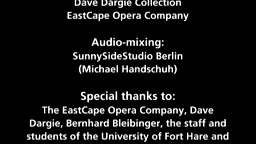 Dave Dargie Collection
EastCape Opera Company
Audio-mixing:
SunnySideStudio Berlin
(Michael Handschuh)
Special thanks to:
The EastCape Opera Company, Dave
Dargie, Bernhard Bleibinger, the staff and
students of the University of Fort Hare and